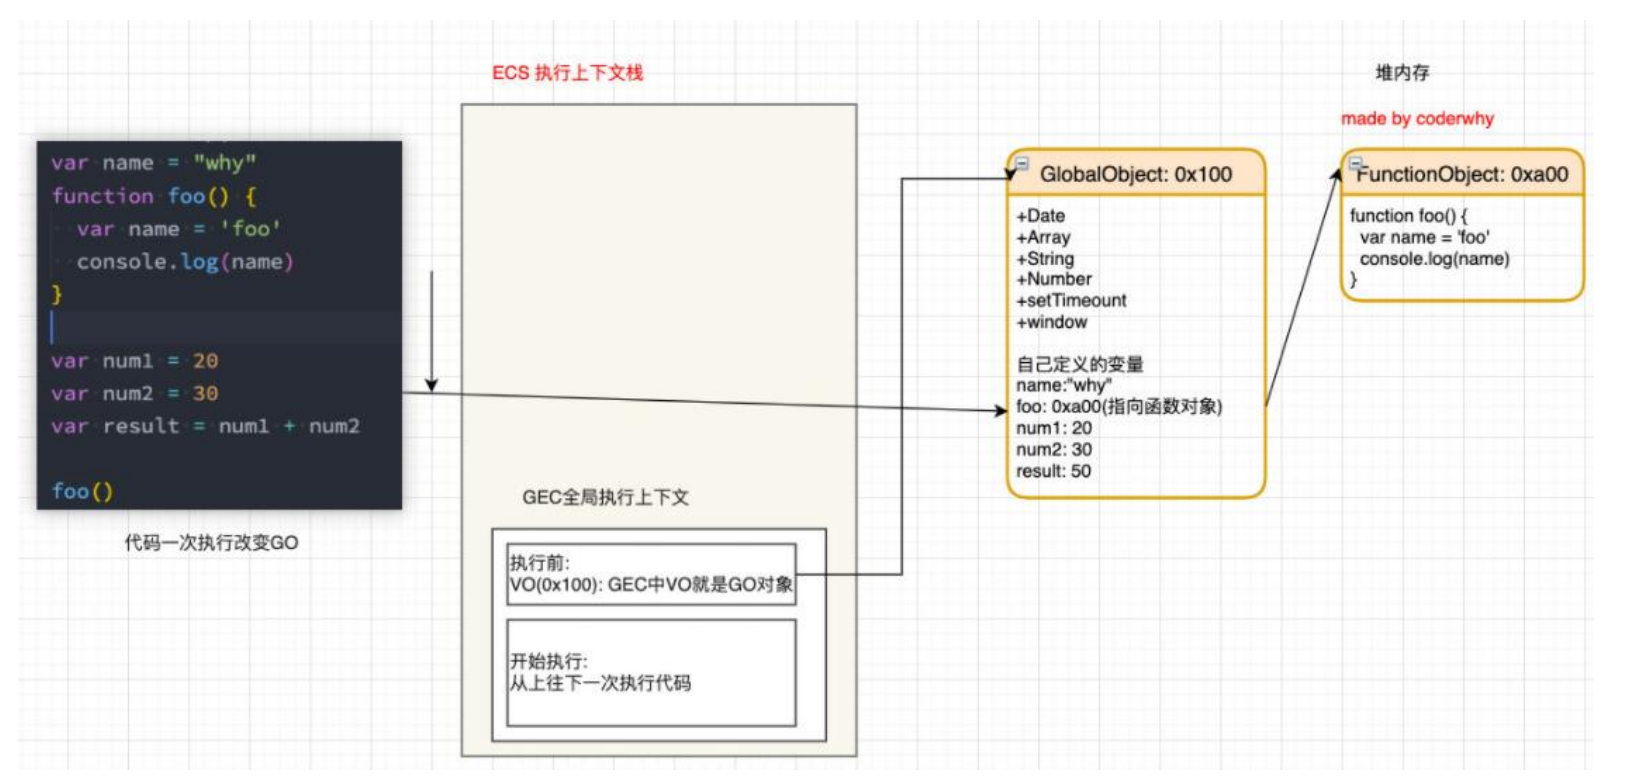 ECS 执行上下文栈
堆内存
made by coderwhy
var name = "why"
function foo() {
var name = 'foo'
console.log(name)
}
var num1 = 20
var num2 = 30
var result = num1 + num2
foo()
代码一次执行改变GO
GEC全局执行上下文
执行前:
VO(0x100): GEC中VO就是GO对象
开始执行:
从上往下一次执行代码
GlobalObject: 0x100
+Date
+Array
+String
+Number
+setTimeount
+window
自己定义的变量
name:"why"
foo: 0xa00(指向函数对象)
num1: 20
num2: 30
result: 50
FunctionObject: 0xa00
function foo() {
var name = 'foo'
console.log(name)
}